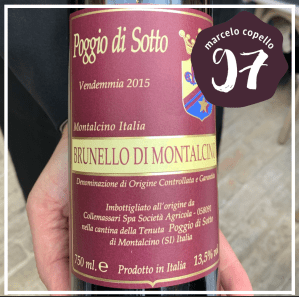 marcelo copello
97
Poggio di Sotto
Vendemmia 2015
Montalcino Italia
BRUNELLO DI MONTALCINO
Denominazione di Origine Controllata e Garantita
Imbottigliato all'origine da
Collemassari Spa Società Agricola -
nella cantina della Tenuta Poggio di Sotto
di Montalcino (SI) Italia
750 ml. e Prodotto in Italia 13,5%